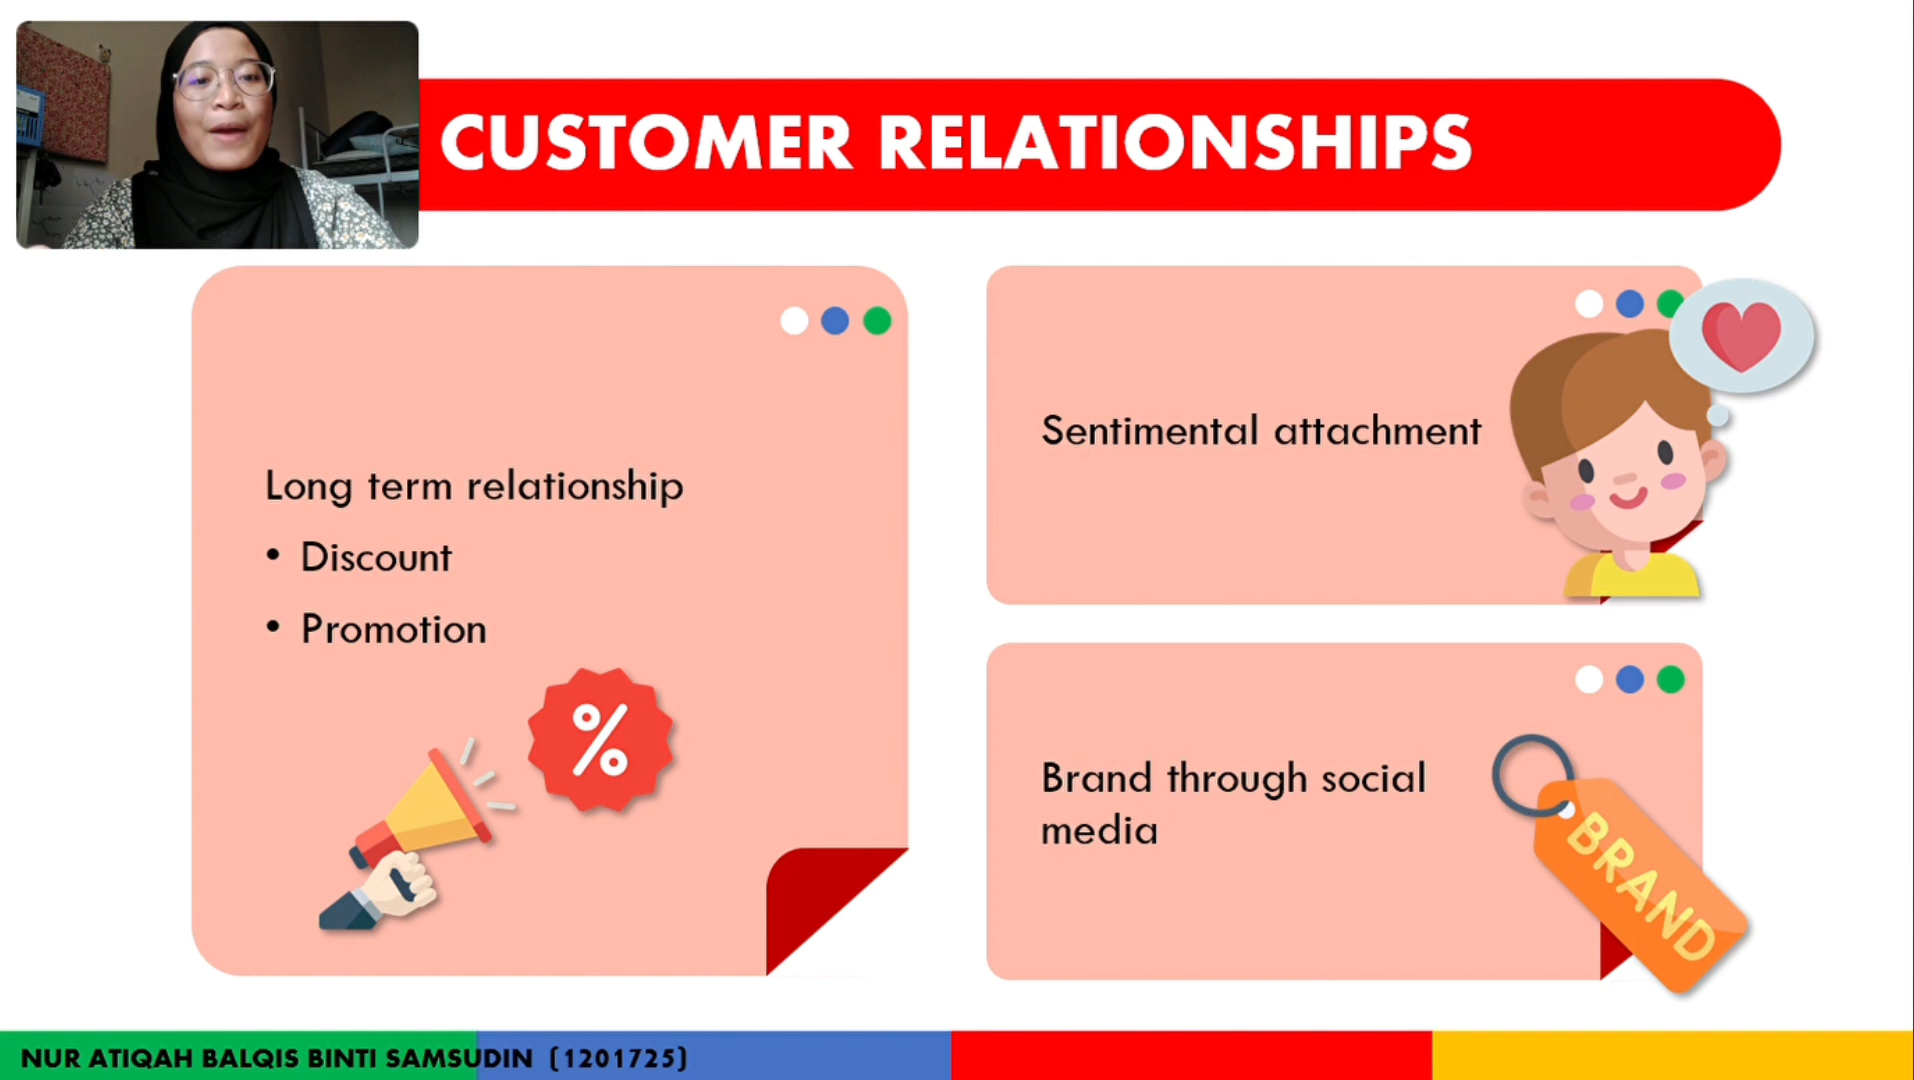 CUSTOMER RELATIONSHIPS
Long term relationship
• Discount
• Promotion
%
Sentimental attachment
Brand through social
media
BRAND
NUR ATIQAH BALQIS BINTI SAMSUDIN (1201725)